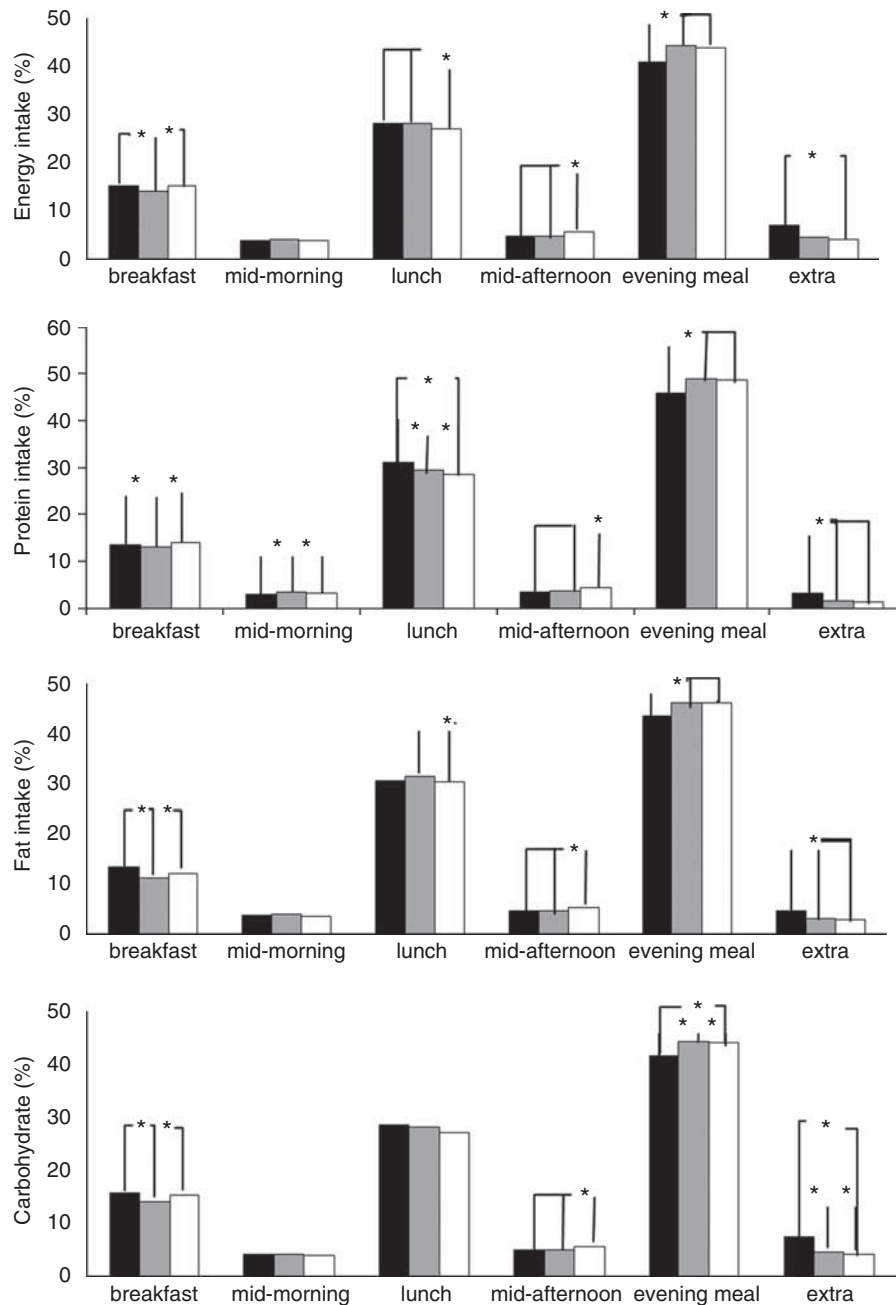 Energy intake (%)
50
40
30
20
10
0
* * * * * *
breakfast mid-morning lunch mid-afternoon evening meal extra
Protein intake (%)
60
50
40
30
20
10
0
* * * * * * * * * *
breakfast mid-morning lunch mid-afternoon evening meal extra
Fat intake (%)
50
40
30
20
10
0
* * * * * *
breakfast mid-morning lunch mid-afternoon evening meal extra
Carbohydrate (%)
50
40
30
20
10
0
* * * * * * * * *
breakfast mid-morning lunch mid-afternoon evening meal extra